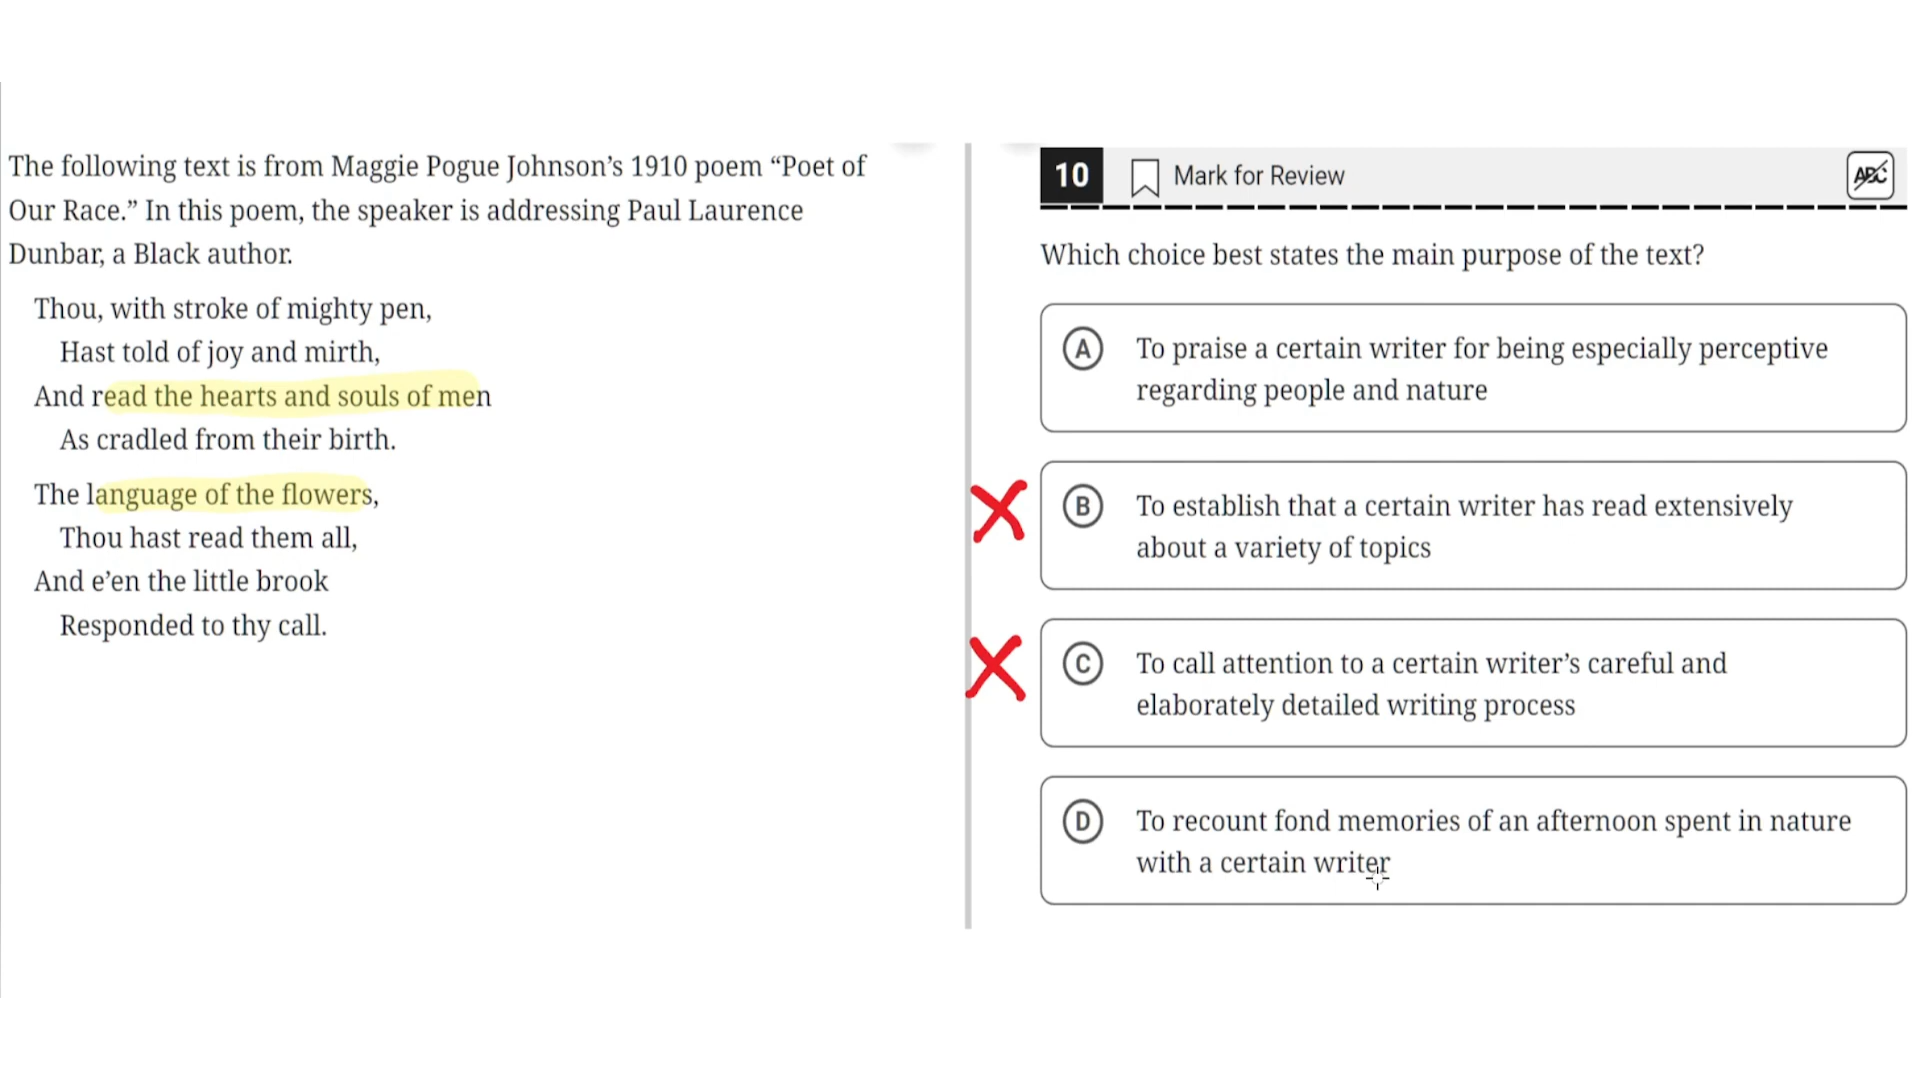 The following text is from Maggie Pogue Johnson’s 1910 poem “Poet of
Our Race.” In this poem, the speaker is addressing Paul Laurence
Dunbar, a Black author.
Thou, with stroke of mighty pen,
Hast told of joy and mirth,
And read the hearts and souls of men
As cradled from their birth.
The language of the flowers,
Thou hast read them all,
And e’en the little brook
Responded to thy call.
10 Mark for Review ABC
Which choice best states the main purpose of the text?
A To praise a certain writer for being especially perceptive
regarding people and nature
B To establish that a certain writer has read extensively
about a variety of topics
C To call attention to a certain writer’s careful and
elaborately detailed writing process
D To recount fond memories of an afternoon spent in nature
with a certain writer